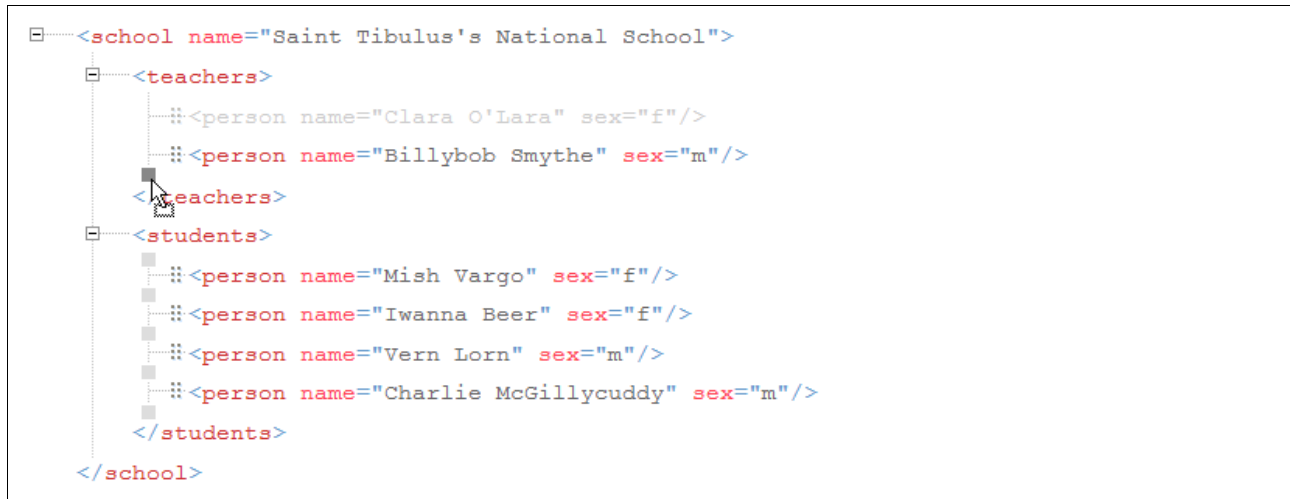 <school name="Saint Tibulus's National School">
<teachers>
<person name="Clara O'Lara" sex="f"/>
<person name="Billybob Smythe" sex="m"/>
</teachers>
<students>
<person name="Mish Vargo" sex="f"/>
<person name="Iwanna Beer" sex="f"/>
<person name="Vern Lorn" sex="m"/>
<person name="Charlie McGillycuddy" sex="m"/>
</students>
</school>